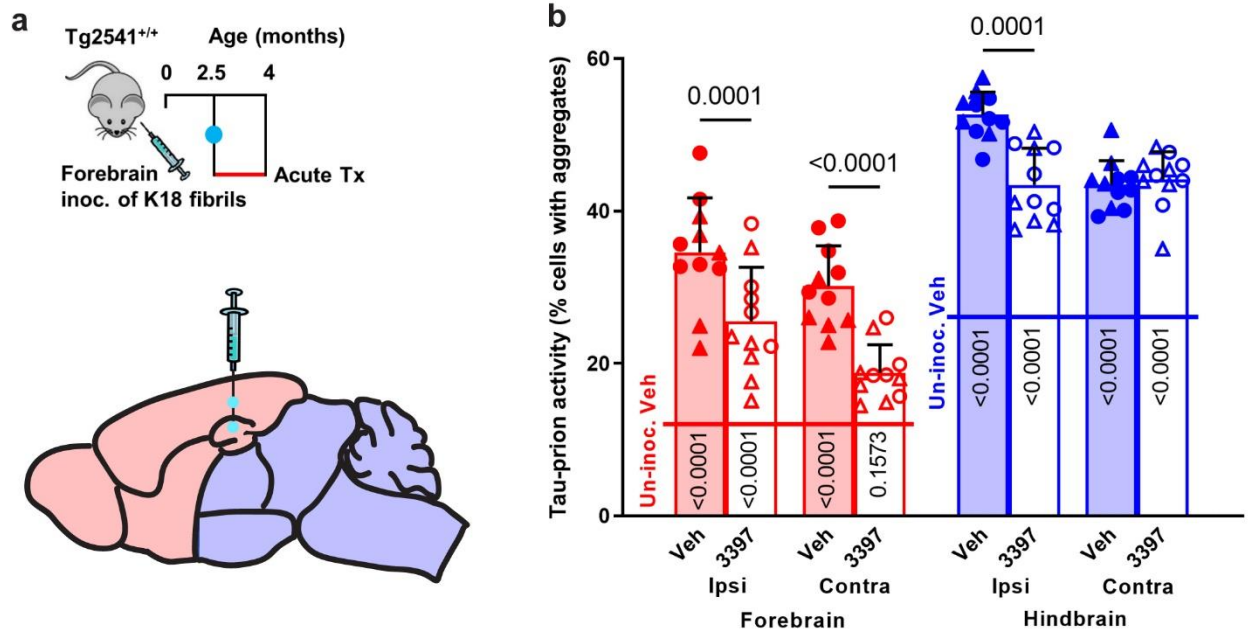 a
Tg2541+/+
Age (months)
0 2.5 4
Forebrain
inoc. of K18 fibrils
Acute Tx
b
Tau-prion activity (% cells with aggregates)
60
40
20
0
0.0001
<0.0001
0.0001
Un-inoc. Veh
<0.0001
<0.0001
<0.0001
0.1573
Un-inoc. Veh
<0.0001
<0.0001
<0.0001
<0.0001
Veh 3397 Veh 3397 Veh 3397 Veh 3397
Ipsi Contra Ipsi Contra
Forebrain Hindbrain